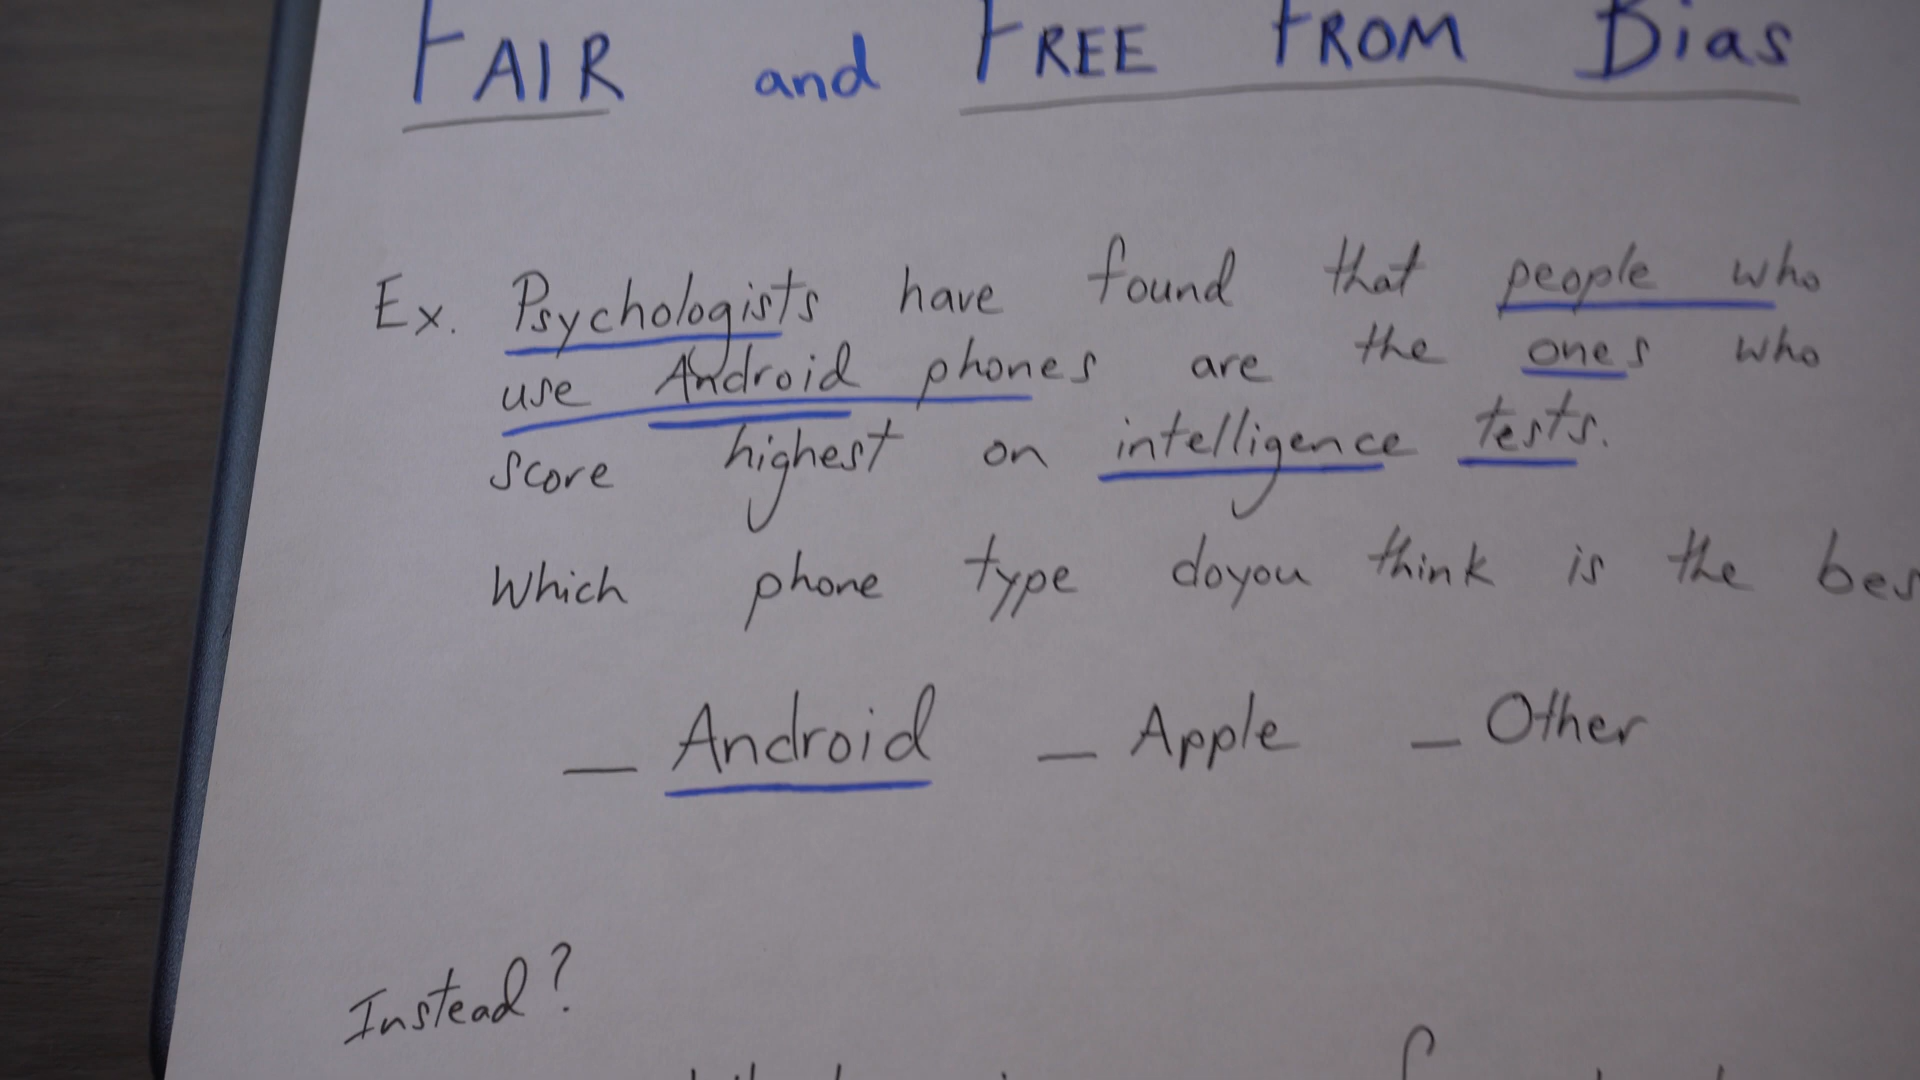 FAIR and FREE FROM Bias
Ex. Psychologists have found that people who
use Android phones are the ones who
score highest on intelligence tests.
Which phone type doyou think is the bes
_ Android _ Apple _ Other
Instead?